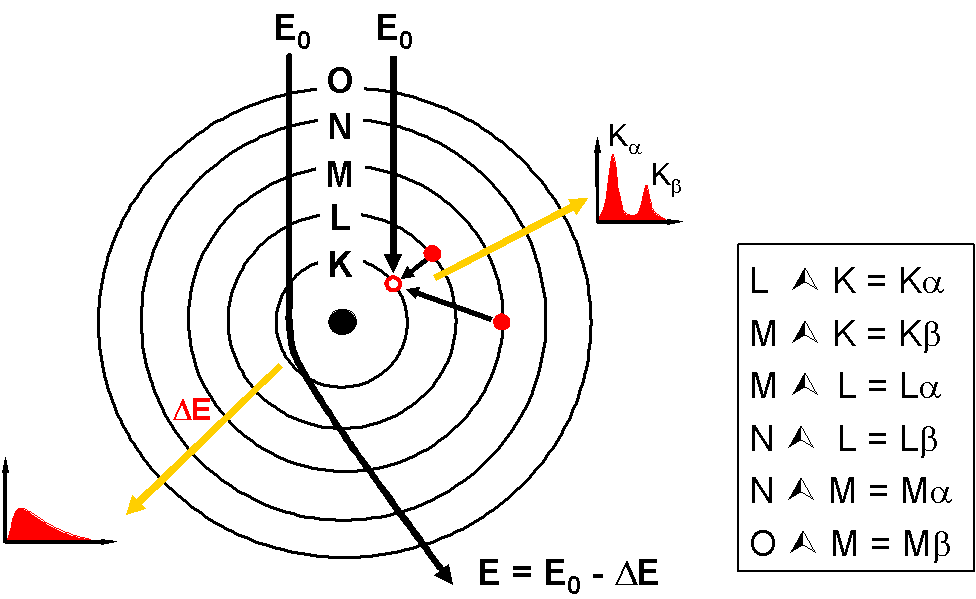 E₀ E₀
O
N
M
L
K
Kα
Kβ
ΔE
E = E₀ - ΔE
L ⮝ K = Kα
M ⮝ K = Kβ
M ⮝ L = Lα
N ⮝ L = Lβ
N ⮝ M = Mα
O ⮝ M = Mβ